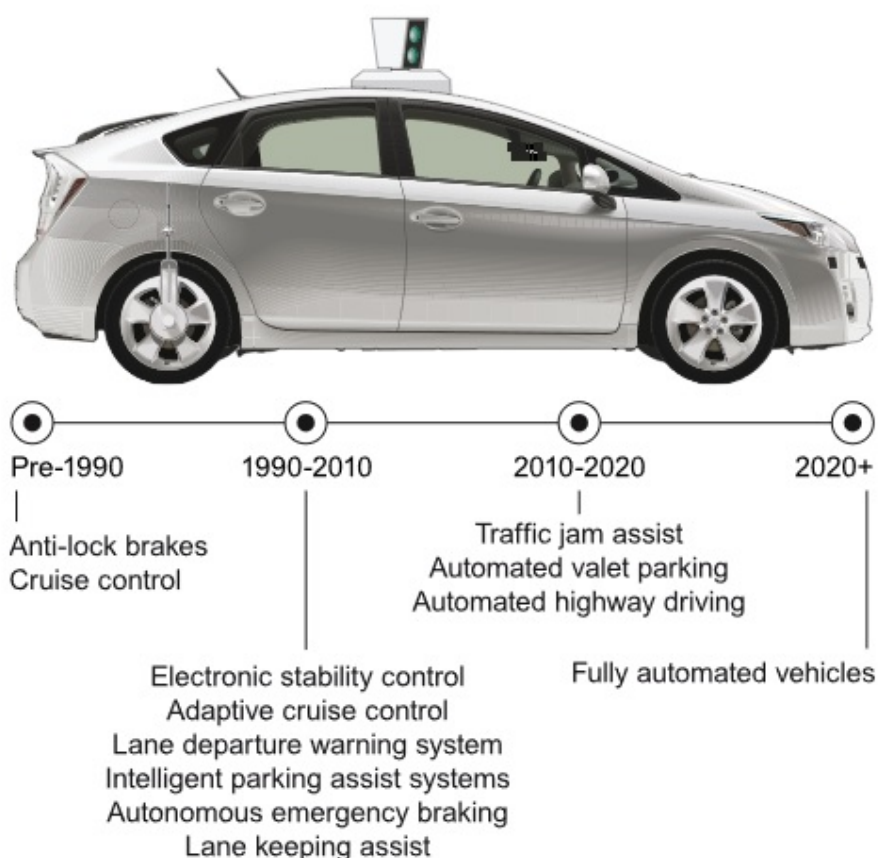 Pre-1990
1990-2010
2010-2020
2020+
Anti-lock brakes
Cruise control
Traffic jam assist
Automated valet parking
Automated highway driving
Electronic stability control
Adaptive cruise control
Lane departure warning system
Intelligent parking assist systems
Autonomous emergency braking
Lane keeping assist
Fully automated vehicles